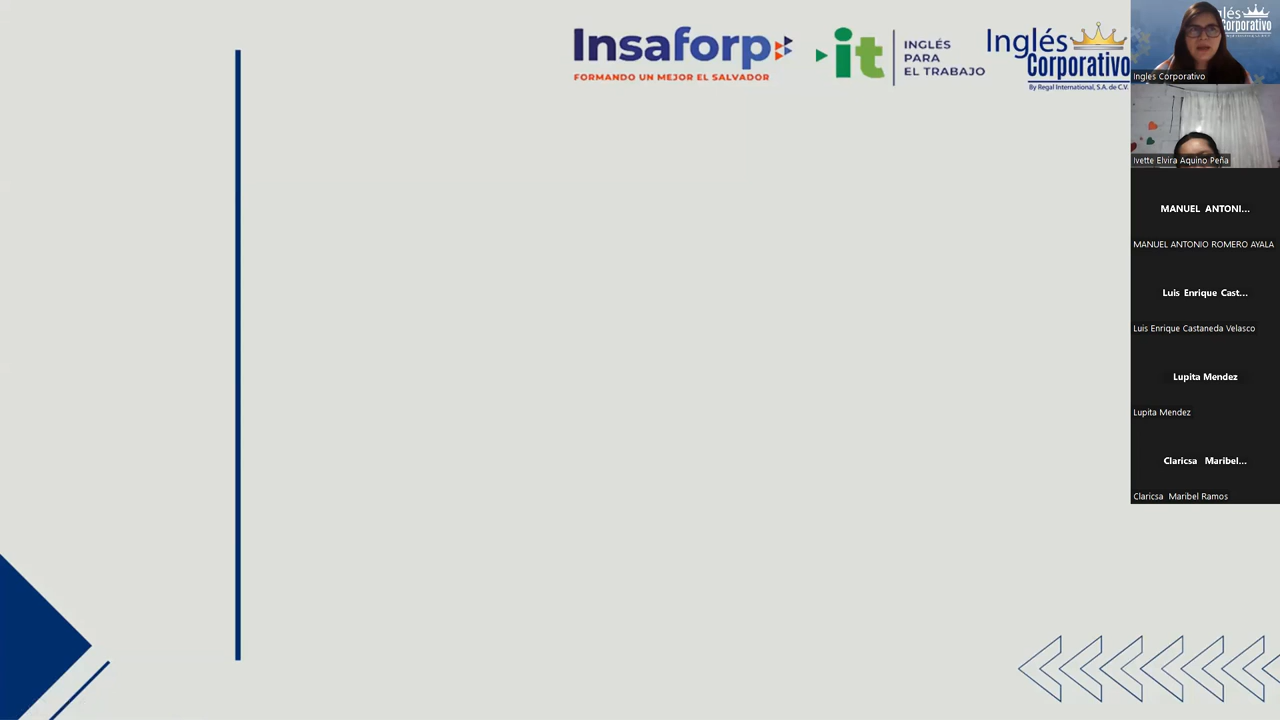 Insaforp
FORMANDO UN MEJOR EL SALVADOR
it
INGLÉS
PARA
EL TRABAJO
Inglés
Corporativo
By Regal International, S.A. de C.V.
glés
Corporativo
Ingles Corporativo
Ivette Elvira Aquino Peña
MANUEL ANTONI...
MANUEL ANTONIO ROMERO AYALA
Luis Enrique Cast...
Luis Enrique Castaneda Velasco
Lupita Mendez
Lupita Mendez
Claricsa Maribel...
Claricsa Maribel Ramos